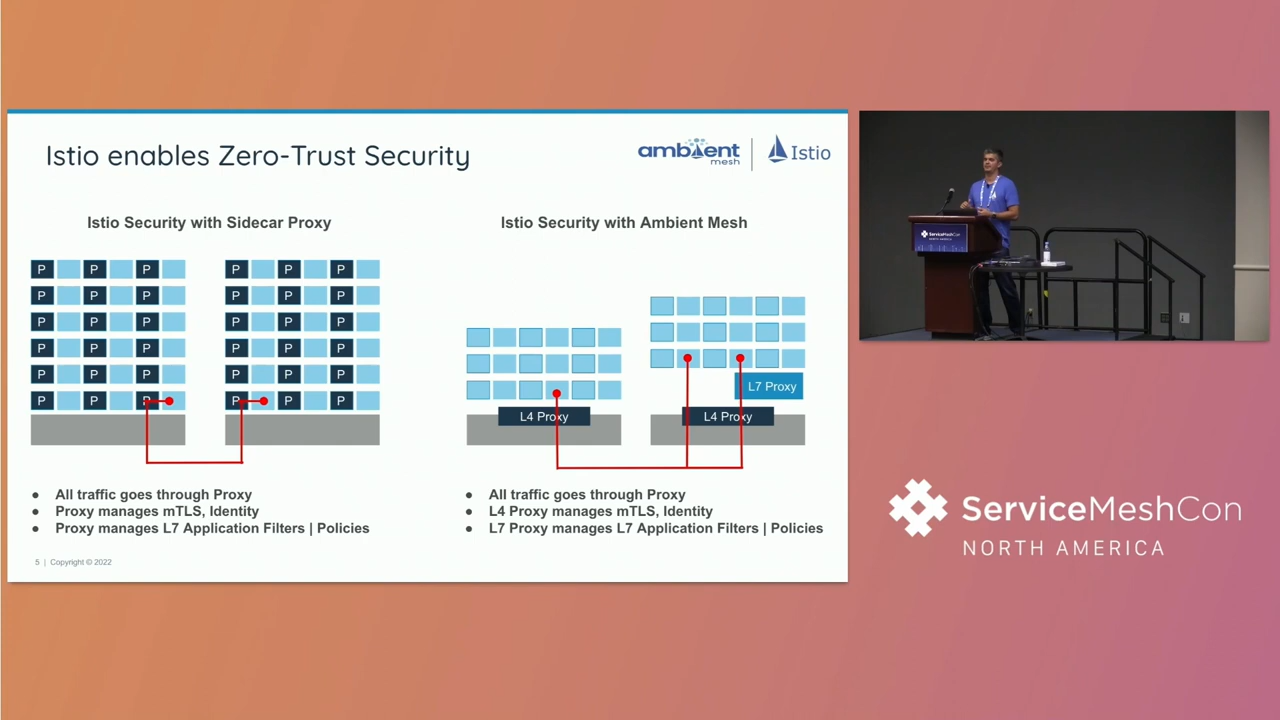 Istio enables Zero-Trust Security
ambient mesh
Istio
Istio Security with Sidecar Proxy
P P P P P P
P P P P P P
P P P P P P
P P P P P P
P P P P P P
P P P P P P
● All traffic goes through Proxy
● Proxy manages mTLS, Identity
● Proxy manages L7 Application Filters | Policies
Istio Security with Ambient Mesh
L7 Proxy
L4 Proxy
L4 Proxy
● All traffic goes through Proxy
● L4 Proxy manages mTLS, Identity
● L7 Proxy manages L7 Application Filters | Policies
5 | Copyright © 2022
ServiceMeshCon
NORTH AMERICA
ServiceMeshCon
NORTH AMERICA